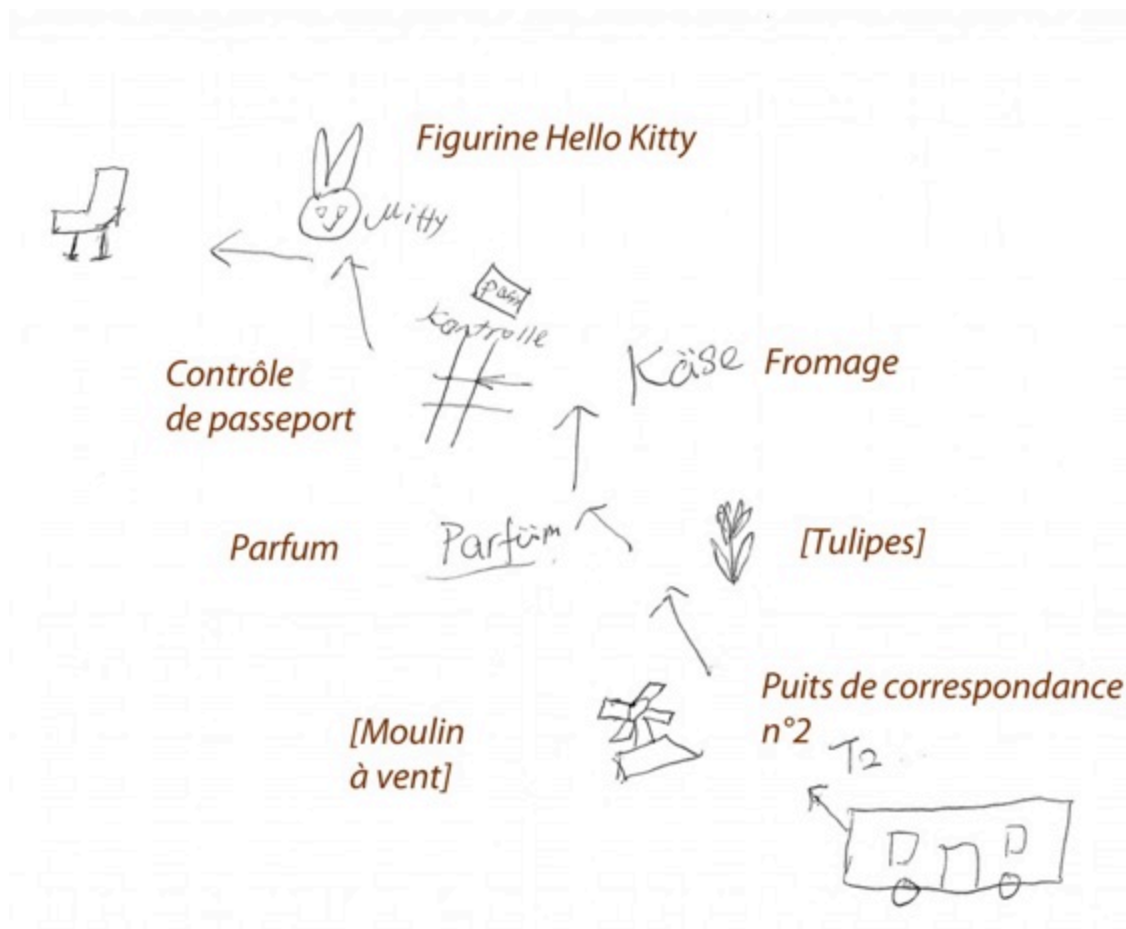 Figurine Hello Kitty
Mitty
Pass
Kontrolle
Contrôle
de passeport
Käse
Fromage
Parfum
Parfüm
[Tulipes]
Puits de correspondance
n°2
T2
[Moulin
à vent]